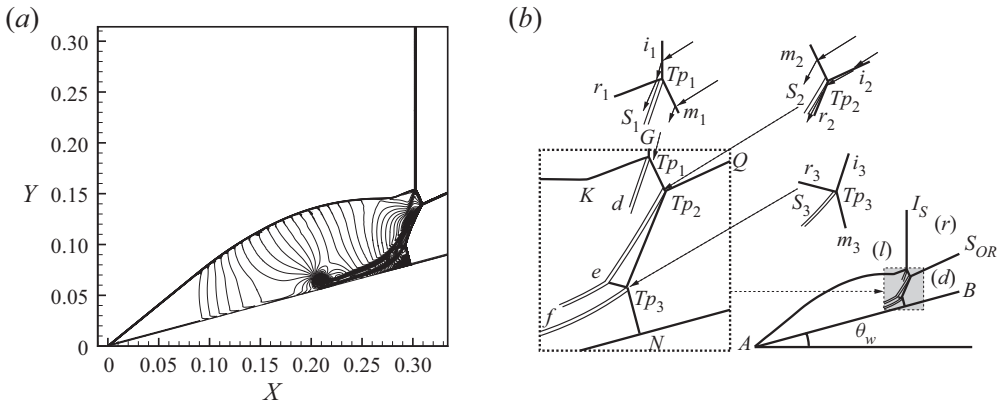 (a)
0.30
0.25
0.20
0.15
0.10
0.05
0
Y
0 0.05 0.10 0.15 0.20 0.25 0.30
X
(b)
i1
Tp1
r1
S1
m1
m2
i2
S2
Tp2
r2
G
Tp1
Q
K
d
Tp2
e
f
Tp3
N
r3
i3
S3
Tp3
m3
IS
(r)
(l)
SOR
(d)
B
A
θw